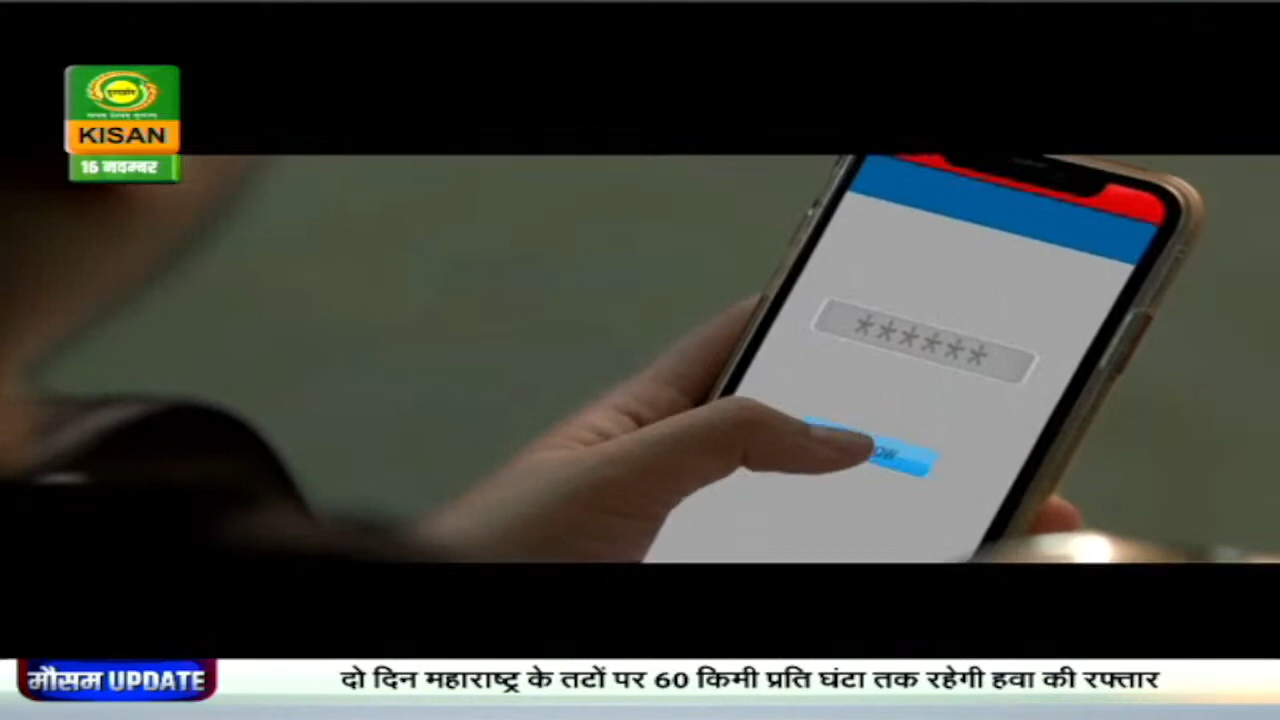 KISAN
16 नवम्बर
******
मौसम UPDATE
दो दिन महाराष्ट्र के तटों पर 60 किमी प्रति घंटा तक रहेगी हवा की रफ्तार